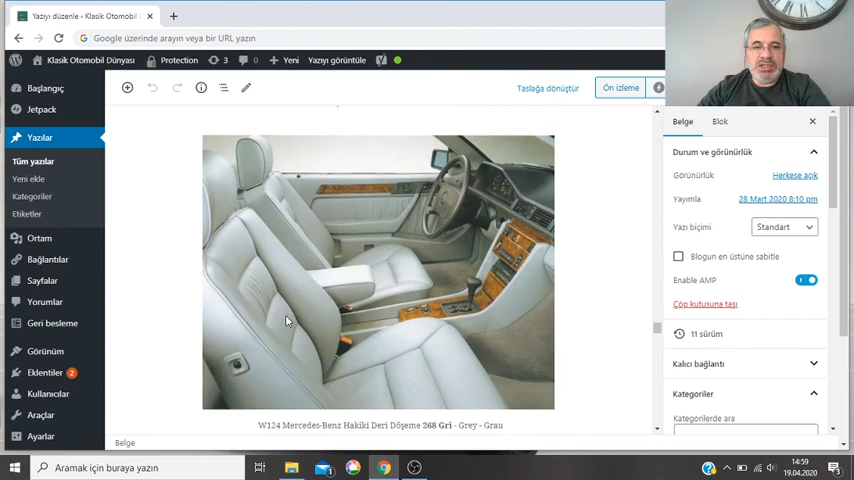 Yazıyı düzenle ‹ Klasik Otomobil
Google üzerinde arayın veya bir URL yazın
Klasik Otomobil Dünyası
Protection
3
0
Yeni
Yazıyı görüntüle
Başlangıç
Jetpack
Yazılar
Tüm yazılar
Yeni ekle
Kategoriler
Etiketler
Ortam
Bağlantılar
Sayfalar
Yorumlar
Geri besleme
Görünüm
Eklentiler 2
Kullanıcılar
Araçlar
Ayarlar
Taslağa dönüştür
Ön izleme
W124 Mercedes-Benz Hakiki Deri Döşeme 268 Gri - Grey - Grau
Belge
Belge
Blok
Durum ve görünürlük
Görünürlük
Herkese açık
Yayımla
28 Mart 2020 8:10 pm
Yazı biçimi
Standart
Blogun en üstüne sabitle
Enable AMP
Çöp kutusuna taşı
11 sürüm
Kalıcı bağlantı
Kategoriler
Kategorilerde ara
Aramak için buraya yazın
14:59
19.04.2020